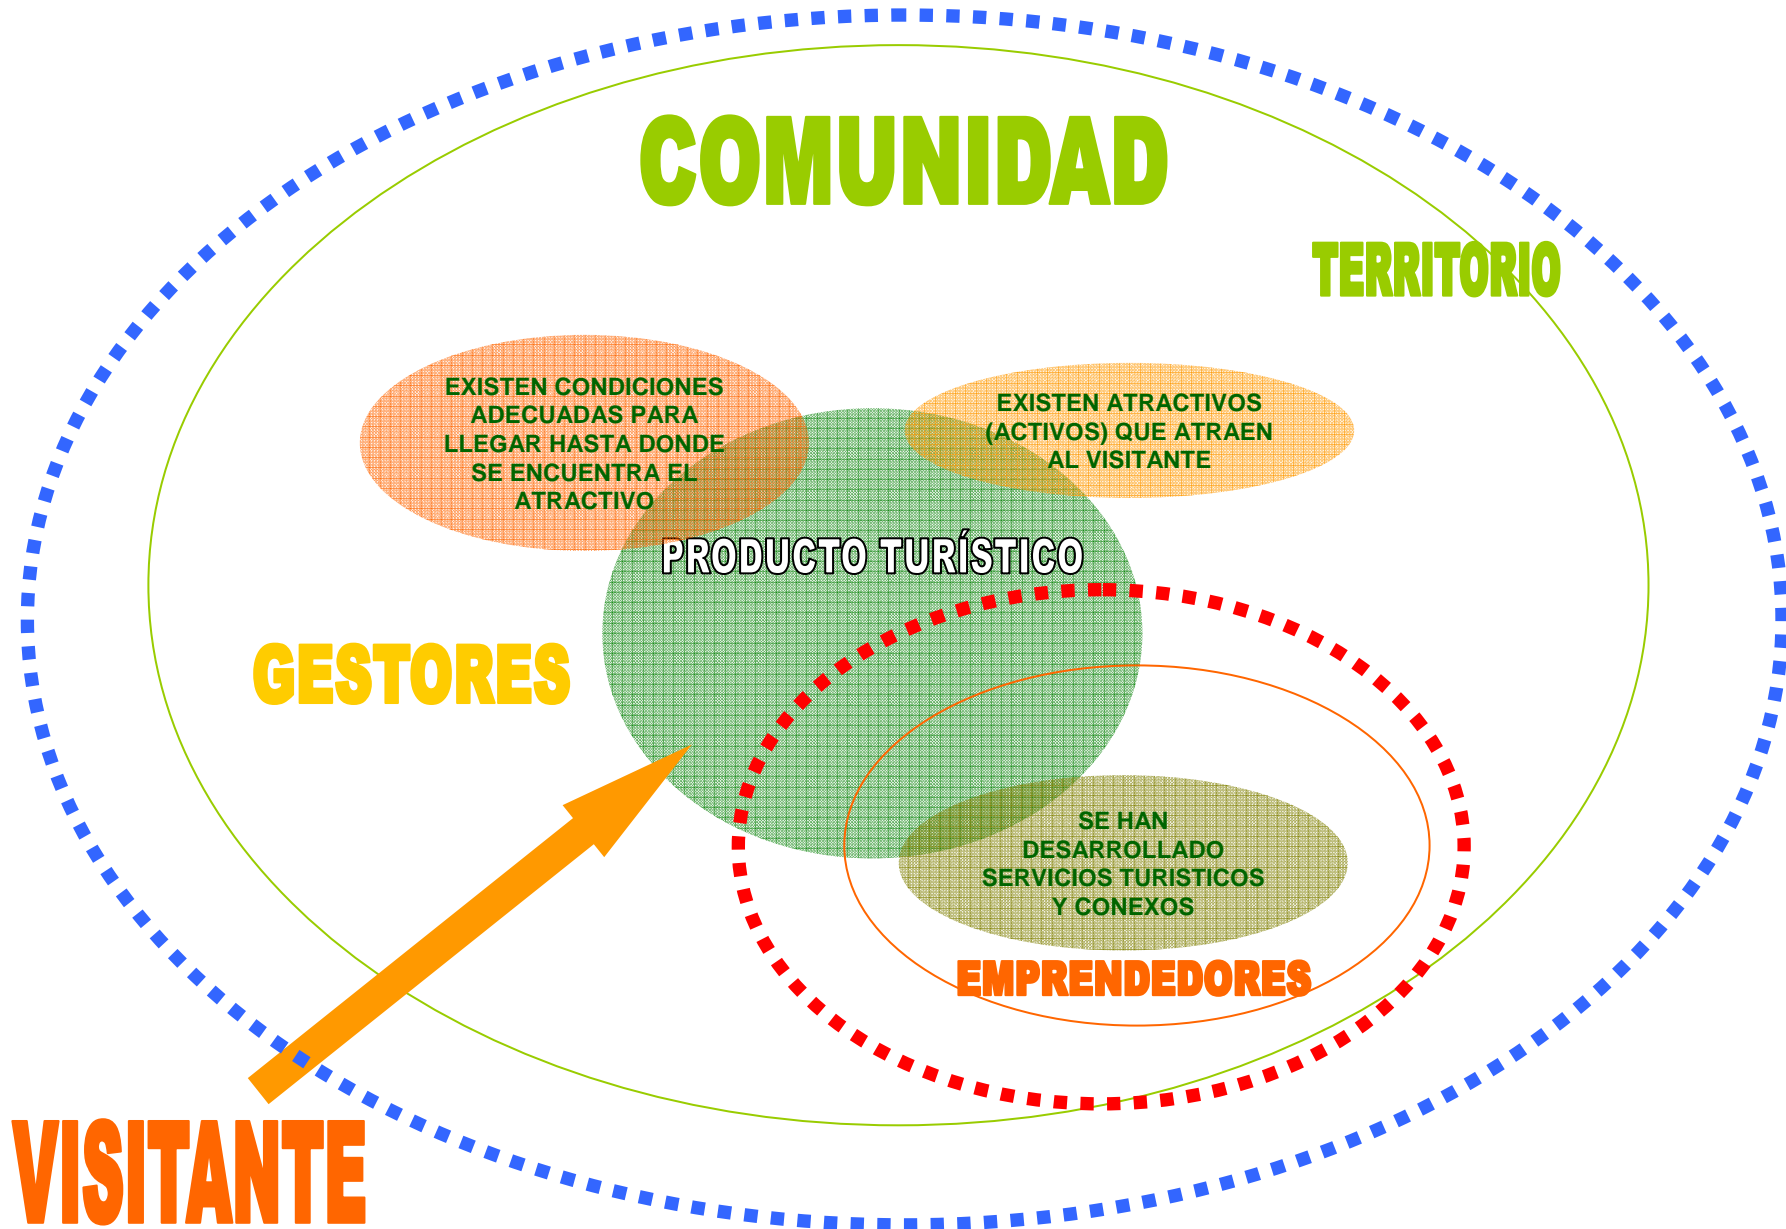 COMUNIDAD
TERRITORIO
EXISTEN CONDICIONES
ADECUADAS PARA
LLEGAR HASTA DONDE
SE ENCUENTRA EL
ATRACTIVO
EXISTEN ATRACTIVOS
(ACTIVOS) QUE ATRAEN
AL VISITANTE
PRODUCTO TURÍSTICO
GESTORES
SE HAN
DESARROLLADO
SERVICIOS TURISTICOS
Y CONEXOS
EMPRENDEDORES
VISITANTE